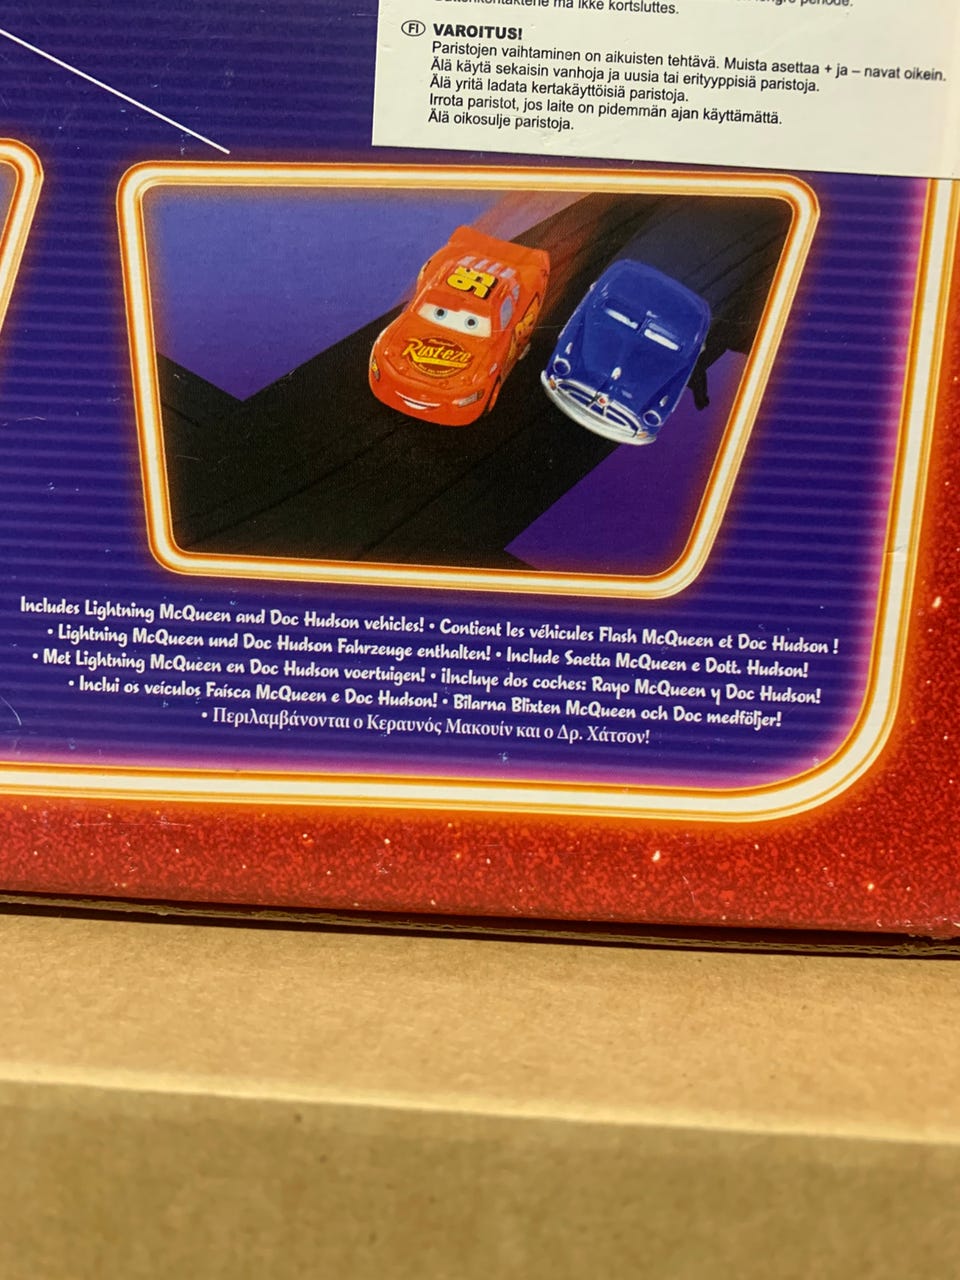 ma ikke kortsluttes.
FI VAROITUS!
Paristojen vaihtaminen on aikuisten tehtävä. Muista asettaa + ja – navat oikein.
Älä käytä sekaisin vanhoja ja uusia tai erityyppisiä paristoja.
Älä yritä ladata kertakäyttöisiä paristoja.
Irrota paristot, jos laite on pidemmän ajan käyttämättä.
Älä oikosulje paristoja.
95
Rust-eze
Includes Lightning McQueen and Doc Hudson vehicles! • Contient les véhicules Flash McQueen et Doc Hudson !
• Lightning McQueen und Doc Hudson Fahrzeuge enthalten! • Include Saetta McQueen e Dott. Hudson!
• Met Lightning McQueen en Doc Hudson voertuigen! • ¡Incluye dos coches: Rayo McQueen y Doc Hudson!
• Inclui os veículos Faísca McQueen e Doc Hudson! • Bilarna Blixten McQueen och Doc medföljer!
• Περιλαμβάνονται ο Κεραυνός Μακουίν και ο Δρ. Χάτσον!